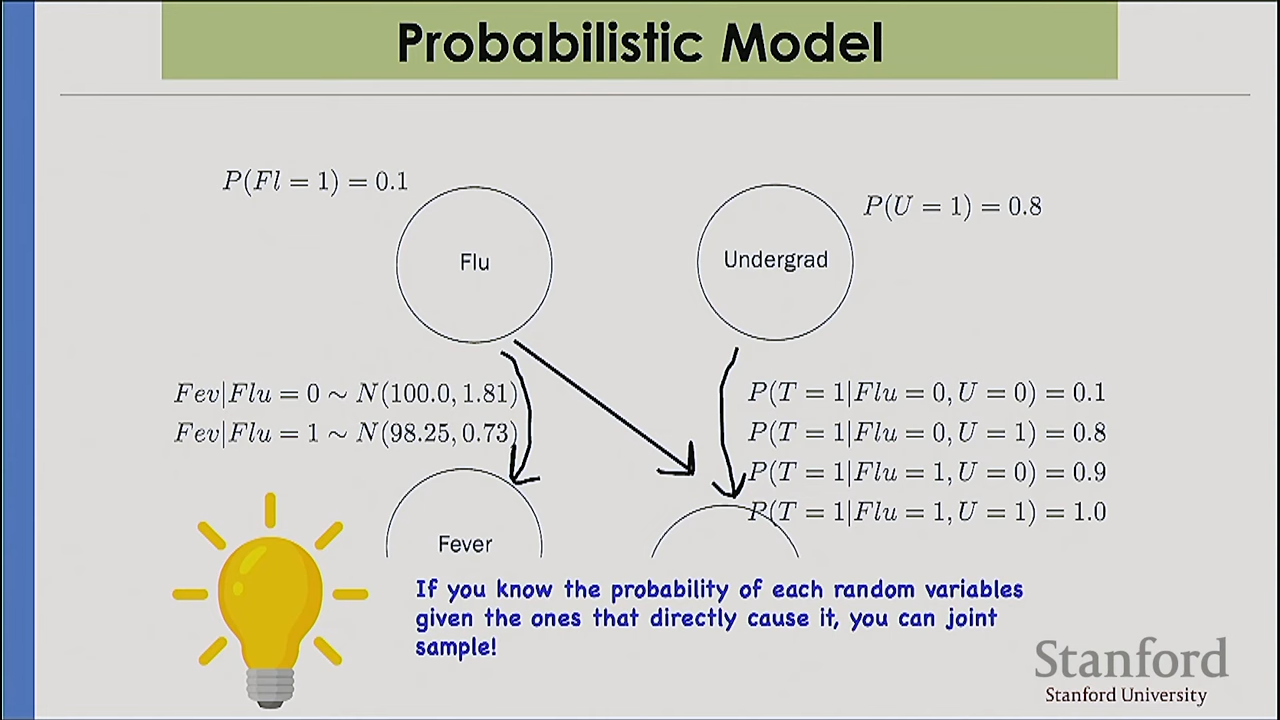 Probabilistic Model
P(Fl = 1) = 0.1
P(U = 1) = 0.8
Flu
Undergrad
Fev|Flu = 0 ~ N(100.0, 1.81)
Fev|Flu = 1 ~ N(98.25, 0.73)
P(T = 1|Flu = 0, U = 0) = 0.1
P(T = 1|Flu = 0, U = 1) = 0.8
P(T = 1|Flu = 1, U = 0) = 0.9
P(T = 1|Flu = 1, U = 1) = 1.0
Fever
If you know the probability of each random variables
given the ones that directly cause it, you can joint
sample!
Stanford
Stanford University